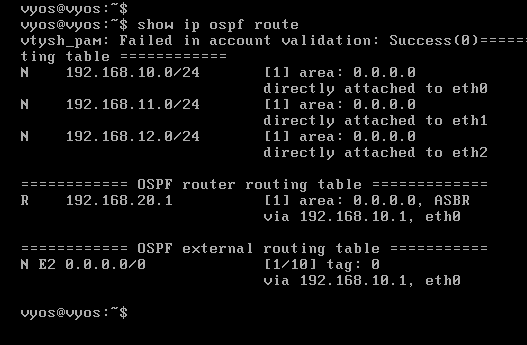 vyos@vyos:~$
vyos@vyos:~$ show ip ospf route
vtysh_pam: Failed in account validation: Success(0)======
ting table ============
N    192.168.10.0/24       [1] area: 0.0.0.0
                           directly attached to eth0
N    192.168.11.0/24       [1] area: 0.0.0.0
                           directly attached to eth1
N    192.168.12.0/24       [1] area: 0.0.0.0
                           directly attached to eth2
============ OSPF router routing table =============
R    192.168.20.1          [1] area: 0.0.0.0, ASBR
                           via 192.168.10.1, eth0
============ OSPF external routing table ===========
N E2 0.0.0.0/0             [1/10] tag: 0
                           via 192.168.10.1, eth0
vyos@vyos:~$